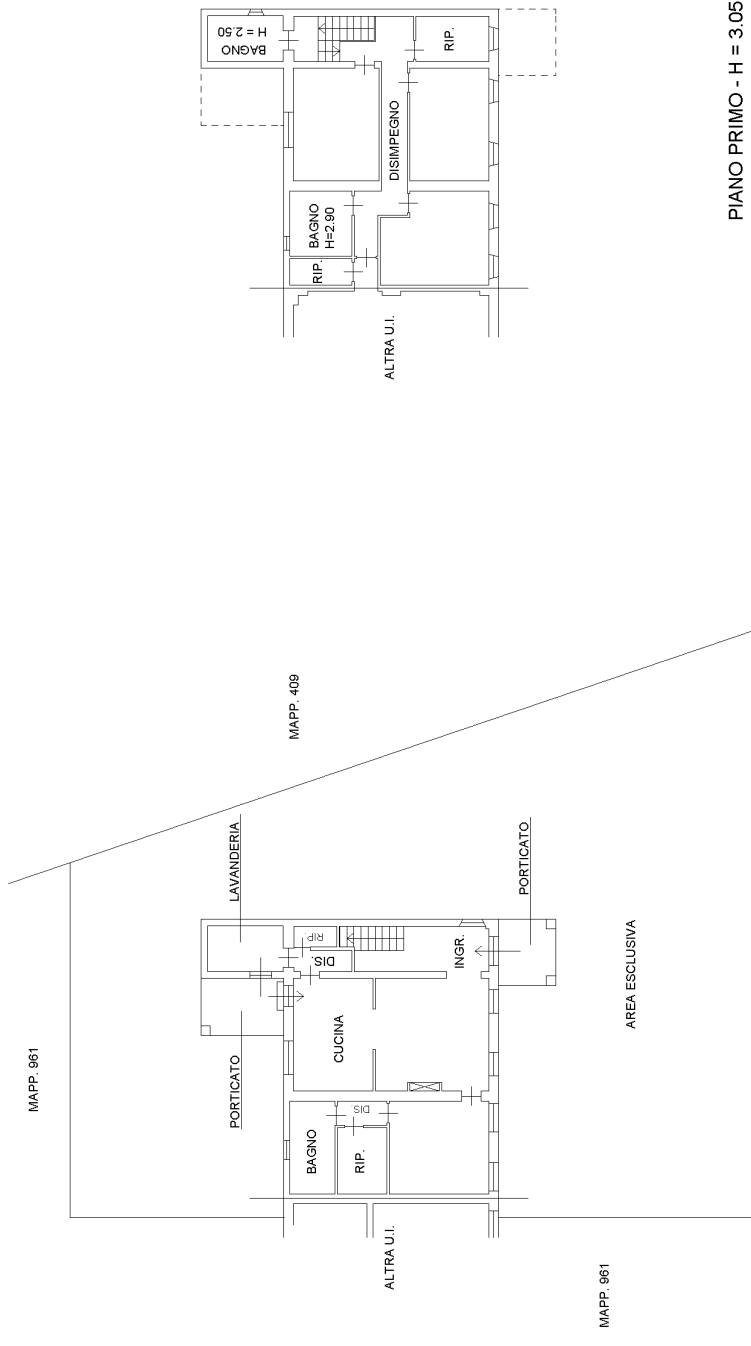 BAGNO
H = 2.50
RIP.
DISIMPEGNO
BAGNO
H=2.90
RIP.
ALTRA U.I.
PIANO PRIMO - H = 3.05
MAPP. 409
MAPP. 961
LAVANDERIA
PORTICATO
RIP.
DIS.
INGR.
CUCINA
PORTICATO
BAGNO
DIS.
RIP.
AREA ESCLUSIVA
ALTRA U.I.
MAPP. 961